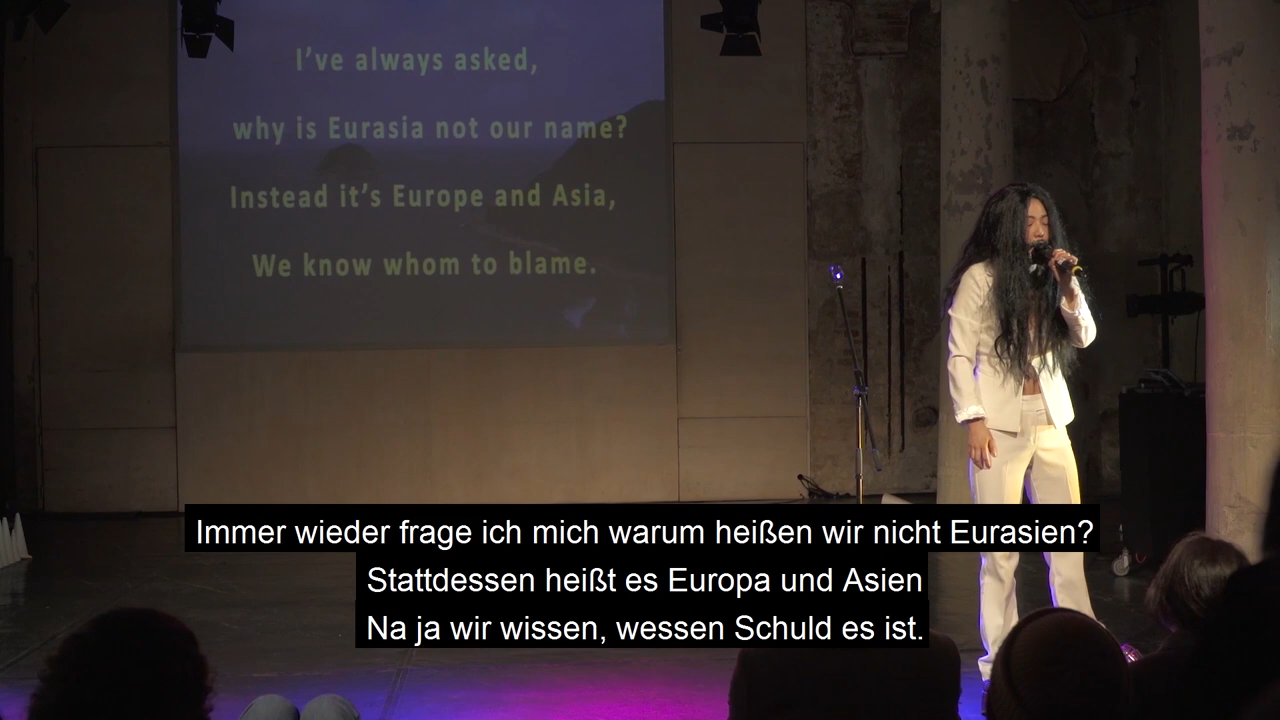 I've always asked,
why is Eurasia not our name?
Instead it's Europe and Asia,
We know whom to blame.
Immer wieder frage ich mich warum heißen wir nicht Eurasien?
Stattdessen heißt es Europa und Asien
Na ja wir wissen, wessen Schuld es ist.